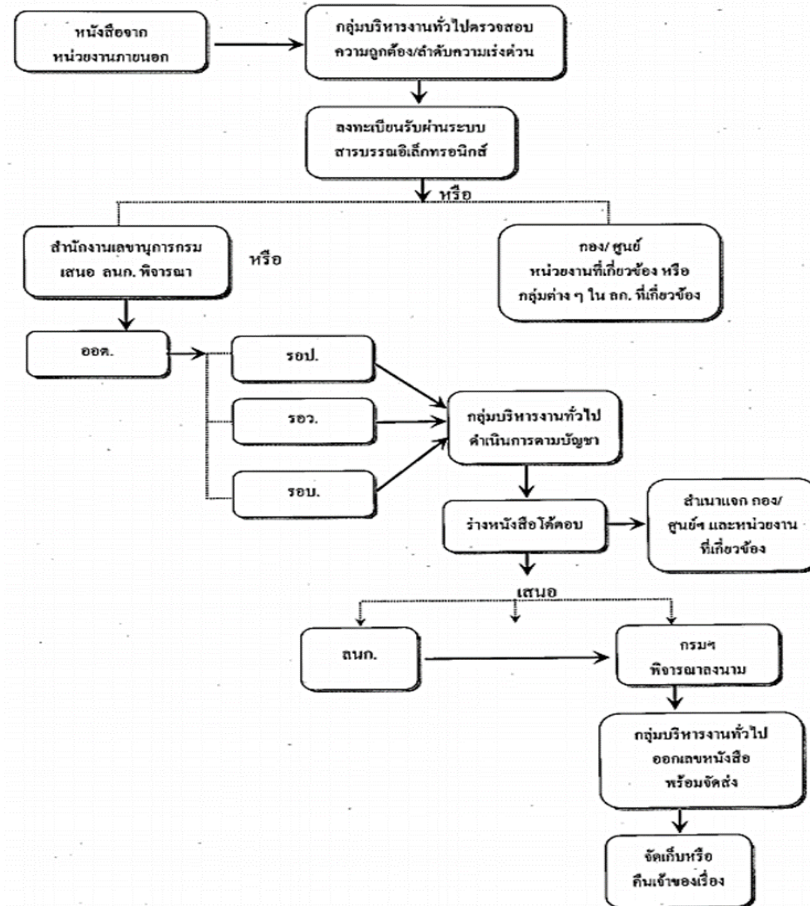 หนังสือจาก
หน่วยงานภายนอก
กลุ่มบริหารงานทั่วไปตรวจสอบ
ความถูกต้อง/ลำดับความเร่งด่วน
ลงทะเบียนรับผ่านระบบ
สารบรรณอิเล็กทรอนิกส์
หรือ
สำนักงานเลขานุการกรม
เสนอ ลนก. พิจารณา
หรือ
กอง/ ศูนย์
หน่วยงานที่เกี่ยวข้อง หรือ
กลุ่มต่าง ๆ ใน ลก. ที่เกี่ยวข้อง
ออต.
รอป.
รอว.
รอบ.
กลุ่มบริหารงานทั่วไป
ดำเนินการตามบัญชา
ร่างหนังสือโต้ตอบ
สำเนาแจก กอง/
ศูนย์ฯ และหน่วยงาน
ที่เกี่ยวข้อง
เสนอ
ลนก.
กรมฯ
พิจารณาลงนาม
กลุ่มบริหารงานทั่วไป
ออกเลขหนังสือ
พร้อมจัดส่ง
จัดเก็บหรือ
คืนเจ้าของเรื่อง